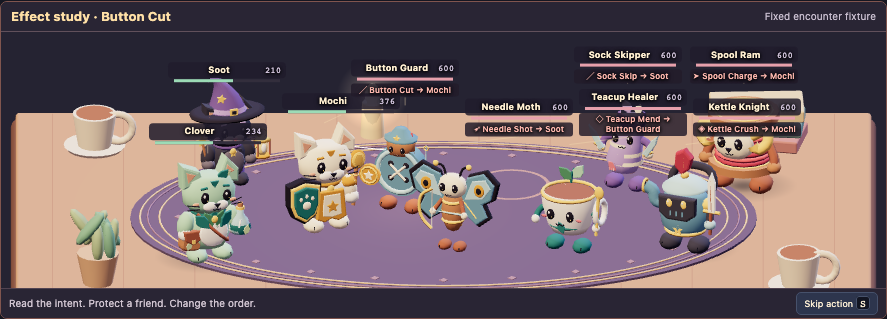 Effect study · Button Cut
Fixed encounter fixture
Soot 210
Button Guard 600
Button Cut → Mochi
Sock Skipper 600
Sock Skip → Soot
Spool Ram 600
Spool Charge → Mochi
Mochi 376
Needle Moth 600
Needle Shot → Soot
Teacup Healer 600
Teacup Mend →
Button Guard
Kettle Knight 600
Kettle Crush → Mochi
Clover 234
Read the intent. Protect a friend. Change the order.
Skip action S